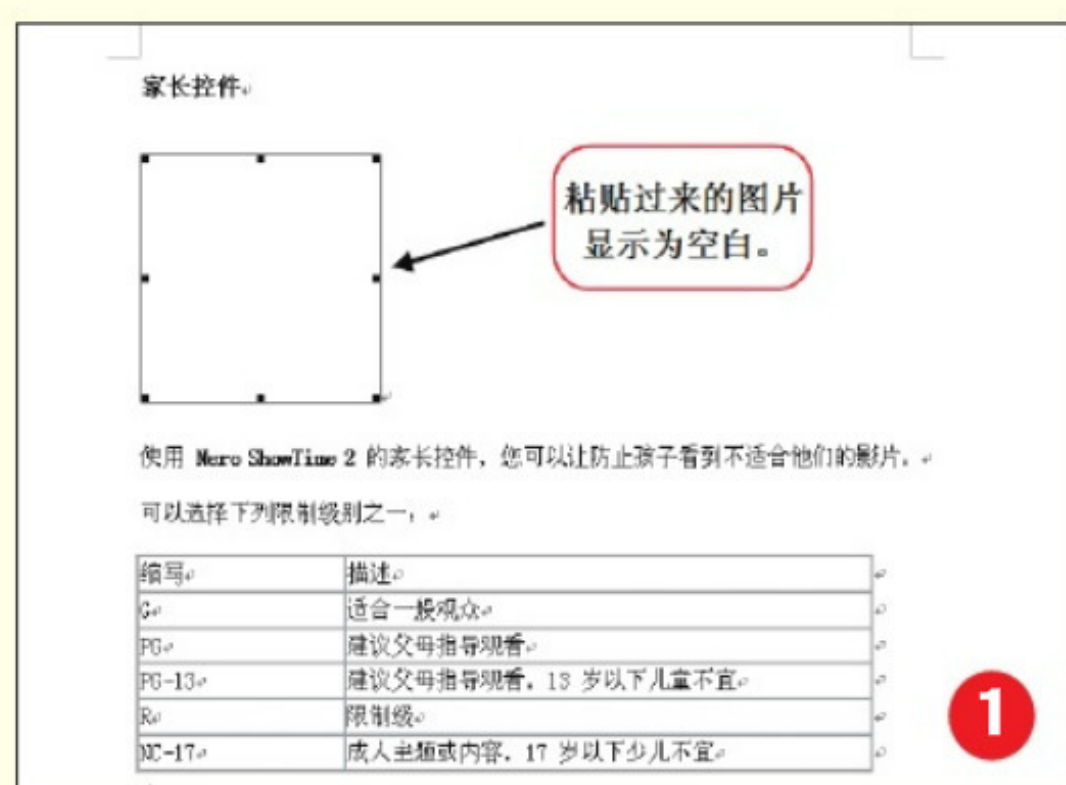 家长控件
粘贴过来的图片
显示为空白。
使用 Nero ShowTime 2 的家长控件，您可以让防止孩子看到不适合他们的影片。
可以选择下列限制级别之一：
缩写 描述
G 适合一般观众
PG 建议父母指导观看
PG-13 建议父母指导观看，13 岁以下儿童不宜
R 限制级
NC-17 成人主题或内容，17 岁以下少儿不宜
1